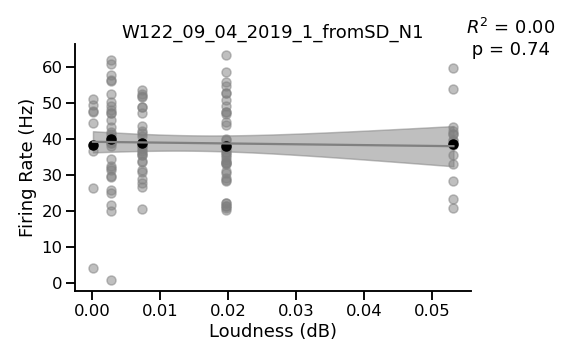 W122_09_04_2019_1_fromSD_N1
R² = 0.00
p = 0.74
Firing Rate (Hz)
60
50
40
30
20
10
0
0.00 0.01 0.02 0.03 0.04 0.05
Loudness (dB)